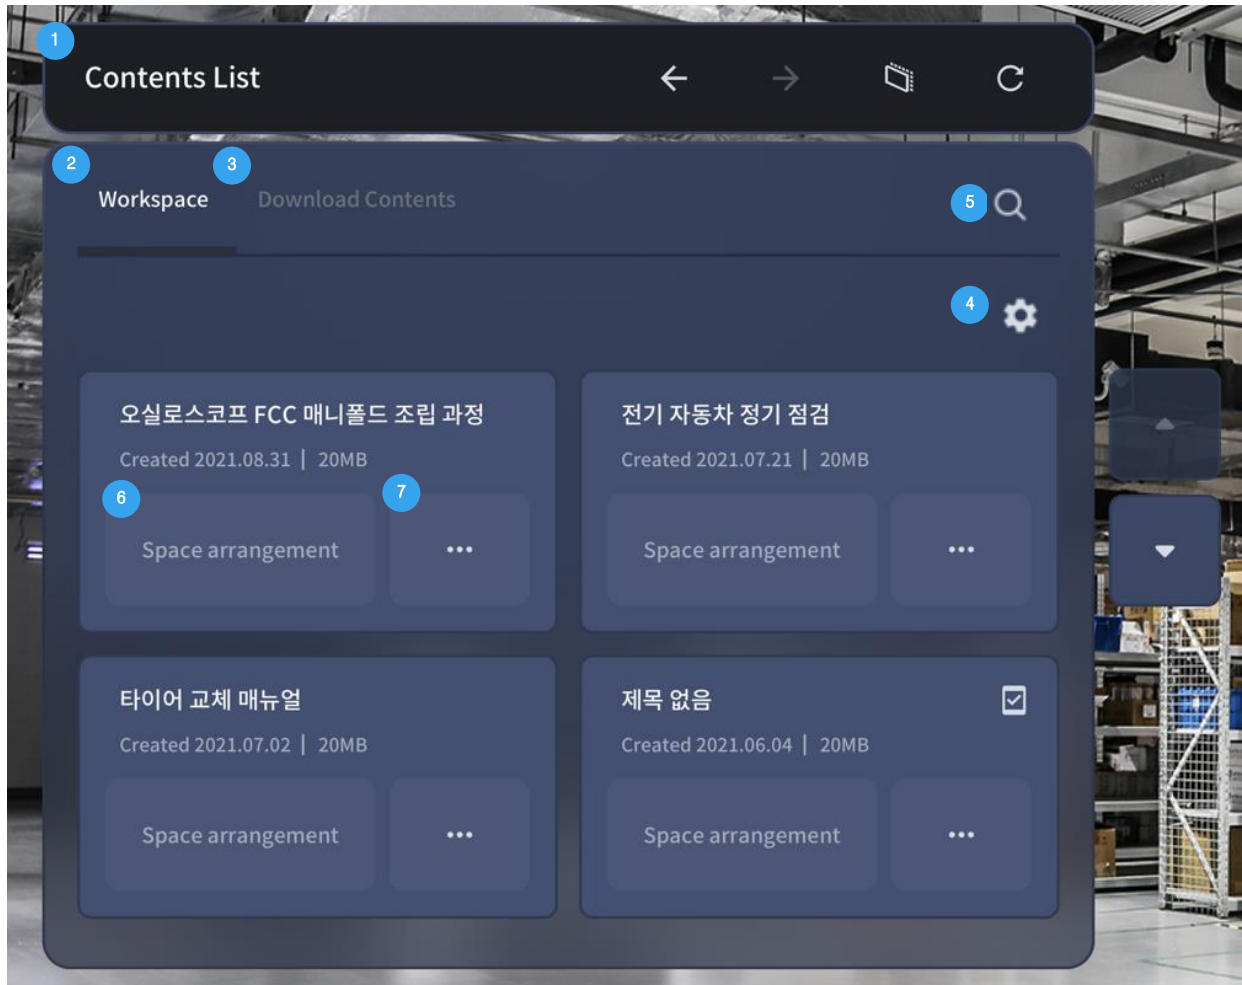 1
Contents List
2
3
Workspace
Download Contents
5
4
오실로스코프 FCC 매니폴드 조립 과정
Created 2021.08.31 | 20MB
6
7
Space arrangement
전기 자동차 정기 점검
Created 2021.07.21 | 20MB
Space arrangement
타이어 교체 매뉴얼
Created 2021.07.02 | 20MB
Space arrangement
제목 없음
Created 2021.06.04 | 20MB
Space arrangement